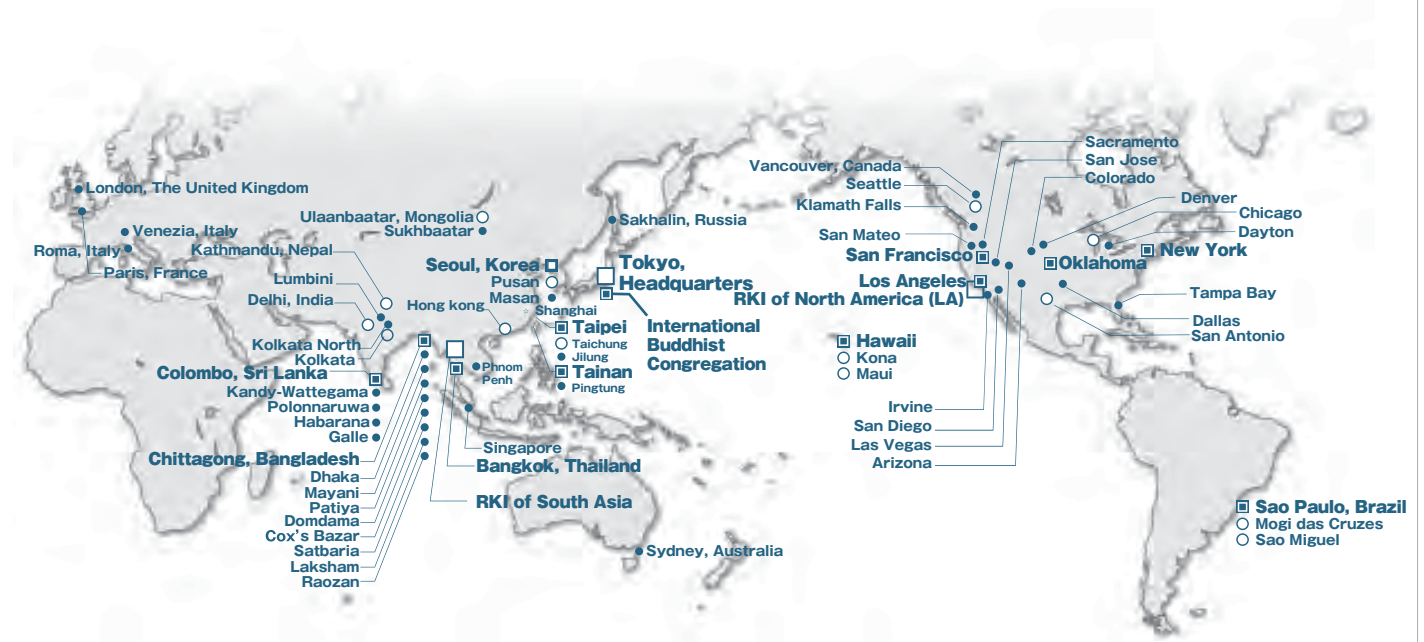 London, The United Kingdom
Venezia, Italy
Roma, Italy
Paris, France
Ulaanbaatar, Mongolia
Sukhbaatar
Kathmandu, Nepal
Lumbini
Delhi, India
Kolkata North
Kolkata
Colombo, Sri Lanka
Kandy-Wattegama
Polonnaruwa
Habarana
Galle
Chittagong, Bangladesh
Dhaka
Mayani
Patiya
Domdama
Cox's Bazar
Satbaria
Laksham
Raozan
Seoul, Korea
Pusan
Masan
Hong kong
Shanghai
Sakhalin, Russia
Tokyo,
Headquarters
International
Buddhist
Congregation
Taipei
Taichung
Jilung
Tainan
Pingtung
Phnom
Penh
Singapore
Bangkok, Thailand
RKI of South Asia
Sydney, Australia
Vancouver, Canada
Seattle
Klamath Falls
San Mateo
San Francisco
Los Angeles
RKI of North America (LA)
Hawaii
Kona
Maui
Irvine
San Diego
Las Vegas
Arizona
Sacramento
San Jose
Colorado
Denver
Chicago
Dayton
New York
Oklahoma
Tampa Bay
Dallas
San Antonio
Sao Paulo, Brazil
Mogi das Cruzes
Sao Miguel